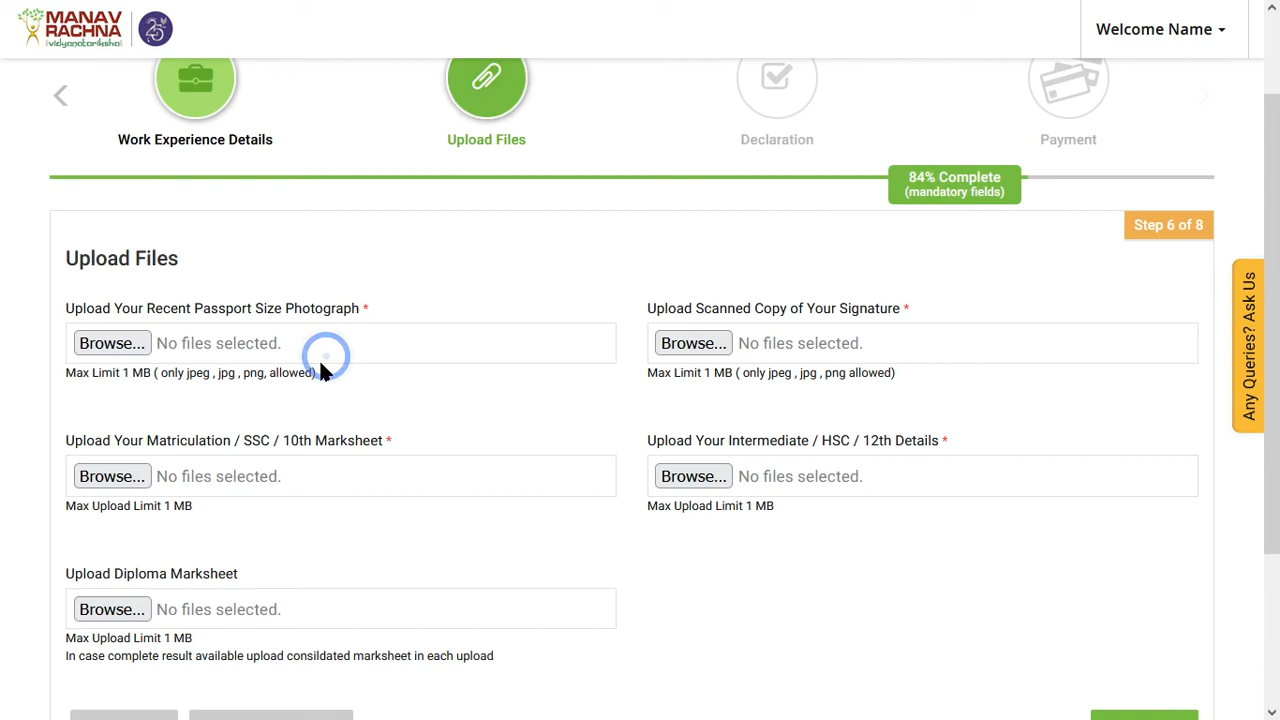 MANAV
RACHNA
vidyanatariksha
25
Welcome Name
Work Experience Details
Upload Files
Declaration
Payment
84% Complete
(mandatory fields)
Step 6 of 8
Upload Files
Upload Your Recent Passport Size Photograph *
Browse... No files selected.
Max Limit 1 MB ( only jpeg , jpg , png, allowed)
Upload Scanned Copy of Your Signature *
Browse... No files selected.
Max Limit 1 MB ( only jpeg , jpg , png allowed)
Upload Your Matriculation / SSC / 10th Marksheet *
Browse... No files selected.
Max Upload Limit 1 MB
Upload Your Intermediate / HSC / 12th Details *
Browse... No files selected.
Max Upload Limit 1 MB
Upload Diploma Marksheet
Browse... No files selected.
Max Upload Limit 1 MB
In case complete result available upload consildated marksheet in each upload
Any Queries? Ask Us